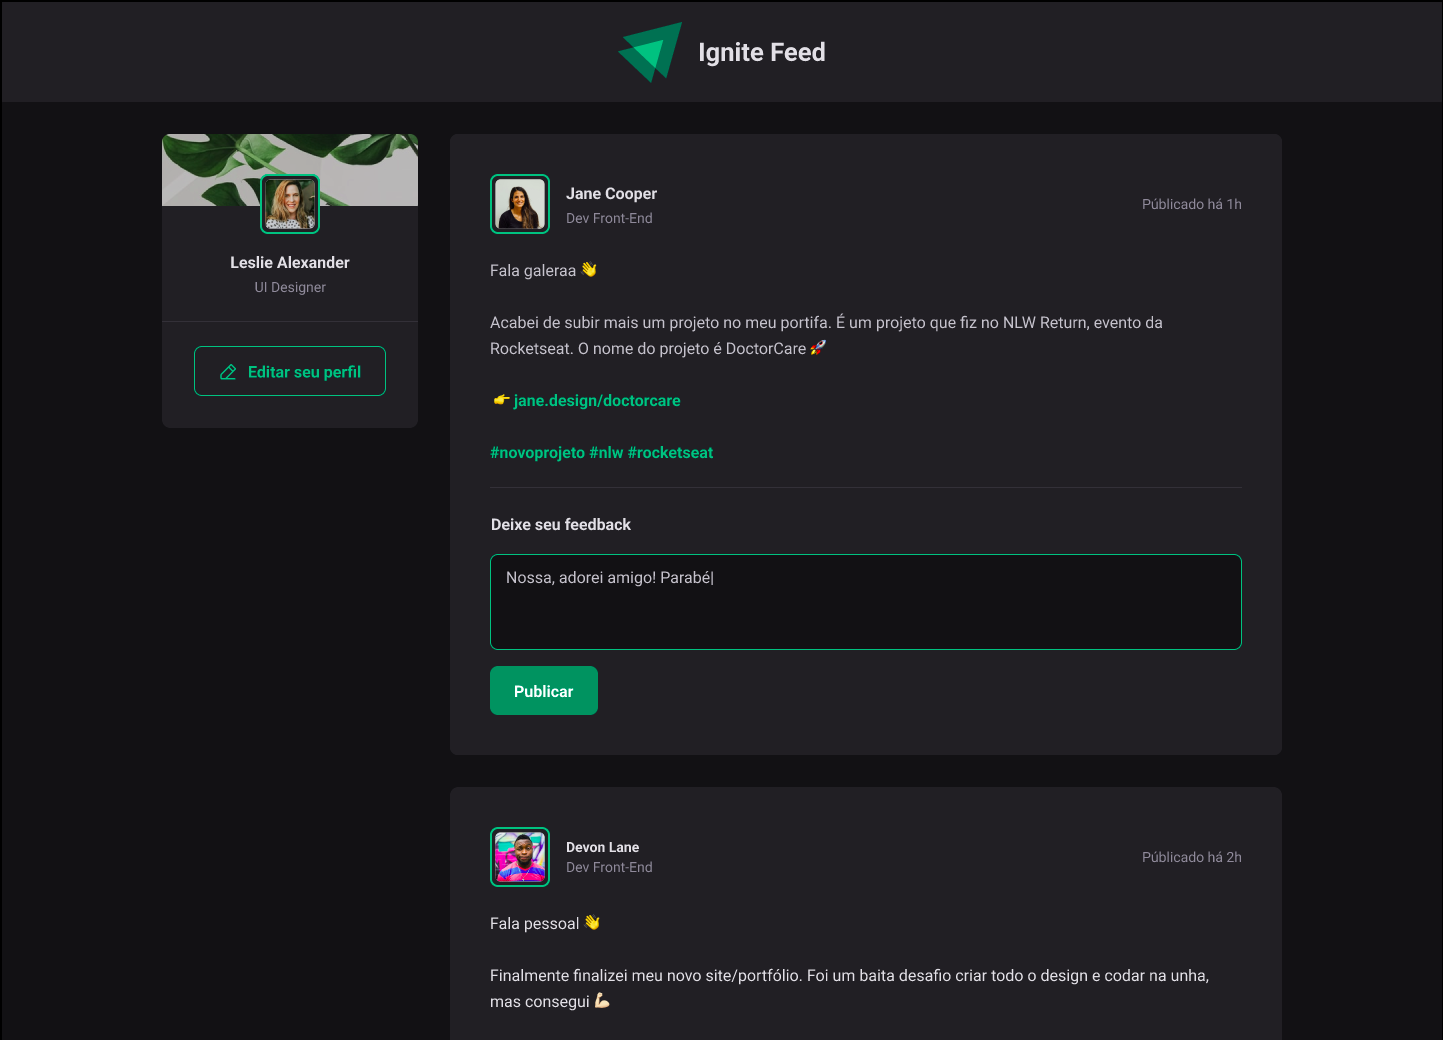 Ignite Feed
Leslie Alexander
UI Designer
Editar seu perfil
Jane Cooper
Dev Front-End
Públicado há 1h
Fala galeraa 👋
Acabei de subir mais um projeto no meu portifa. É um projeto que fiz no NLW Return, evento da
Rocketseat. O nome do projeto é DoctorCare 🚀
👉 jane.design/doctorcare
#novoprojeto #nlw #rocketseat
Deixe seu feedback
Nossa, adorei amigo! Parabé|
Publicar
Devon Lane
Dev Front-End
Públicado há 2h
Fala pessoal 👋
Finalmente finalizei meu novo site/portfólio. Foi um baita desafio criar todo o design e codar na unha,
mas consegui 💪🏻